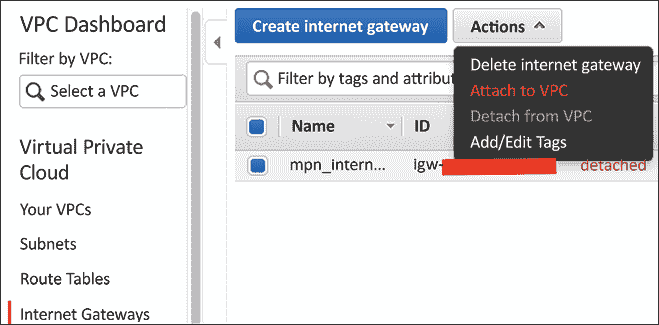 VPC Dashboard
Filter by VPC:
Select a VPC
Virtual Private
Cloud
Your VPCs
Subnets
Route Tables
Internet Gateways
Create internet gateway
Actions
Delete internet gateway
Attach to VPC
Detach from VPC
Add/Edit Tags
Filter by tags and attribut
Name
ID
mpn_intern... igw- detached